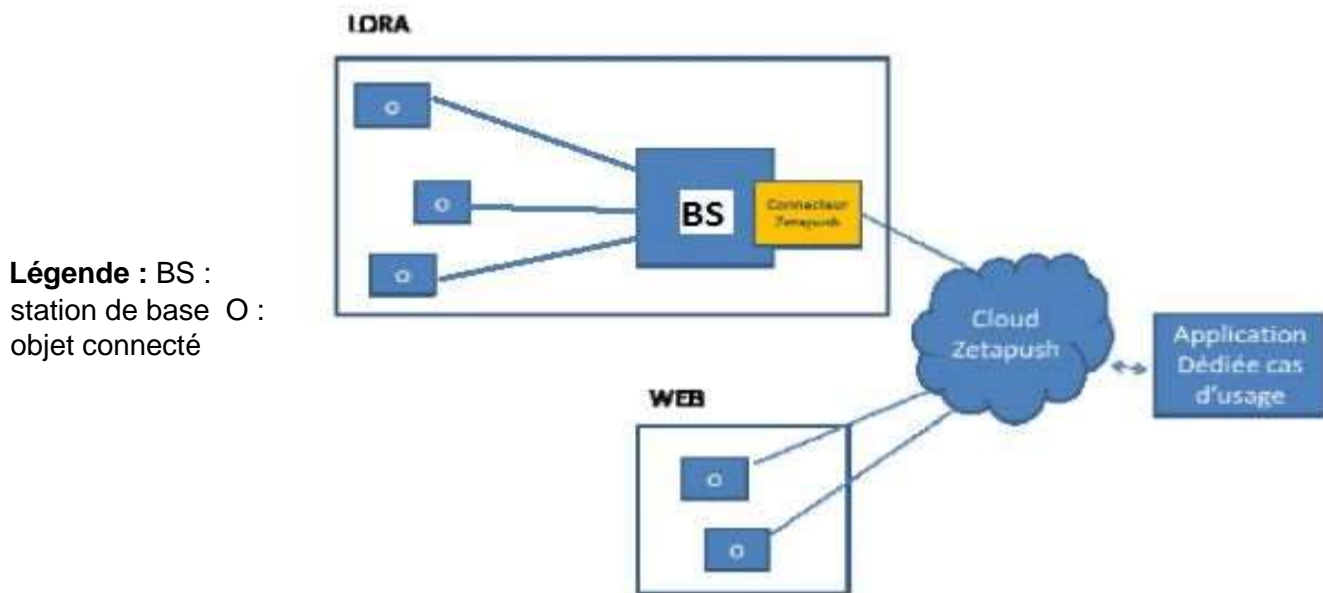 LORA
O
O
O
BS
Connecteur
Zetapush
Légende : BS :
station de base O :
objet connecté
Cloud
Zetapush
Application
Dédiée cas
d'usage
WEB
O
O